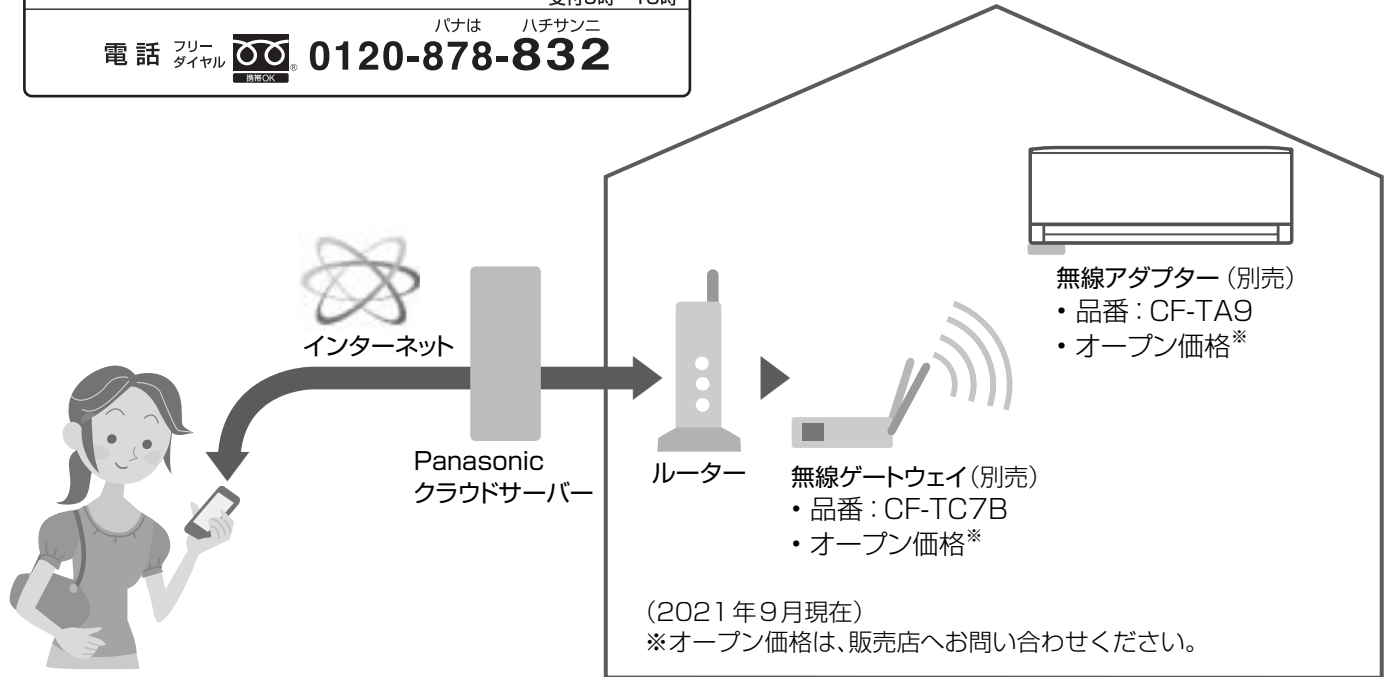 パナは ハチサンニ
電話 フリーダイヤル 携帯OK ® 0120-878-832
無線アダプター(別売)
・品番:CF-TA9
・オープン価格※
インターネット
Panasonic
クラウドサーバー
ルーター
無線ゲートウェイ(別売)
・品番:CF-TC7B
・オープン価格※
(2021年9月現在)
※オープン価格は、販売店へお問い合わせください。